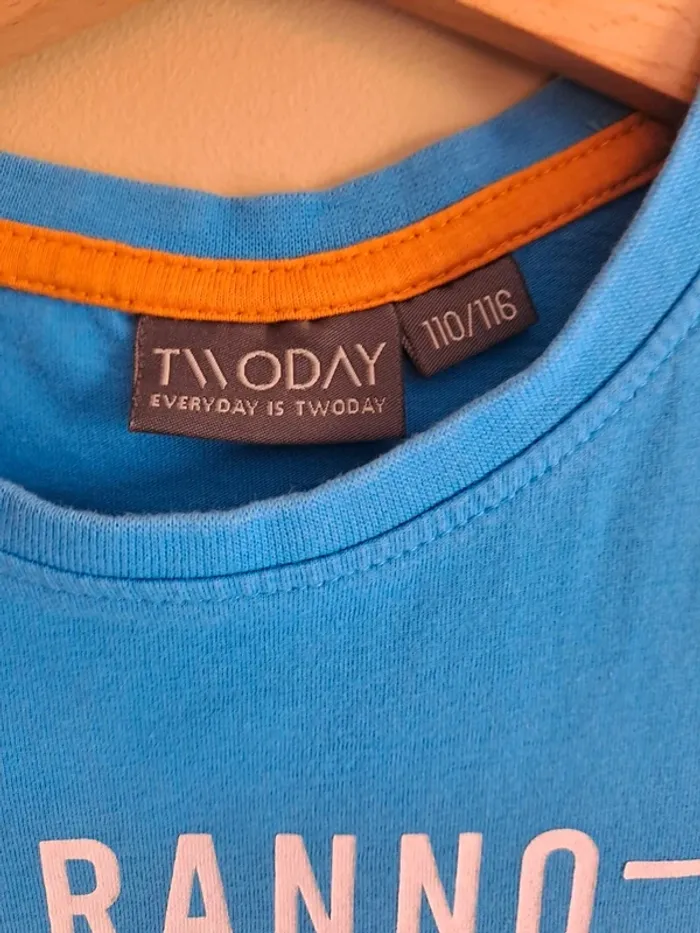 TWODAY
EVERYDAY IS TWODAY
110/116
RANNO-